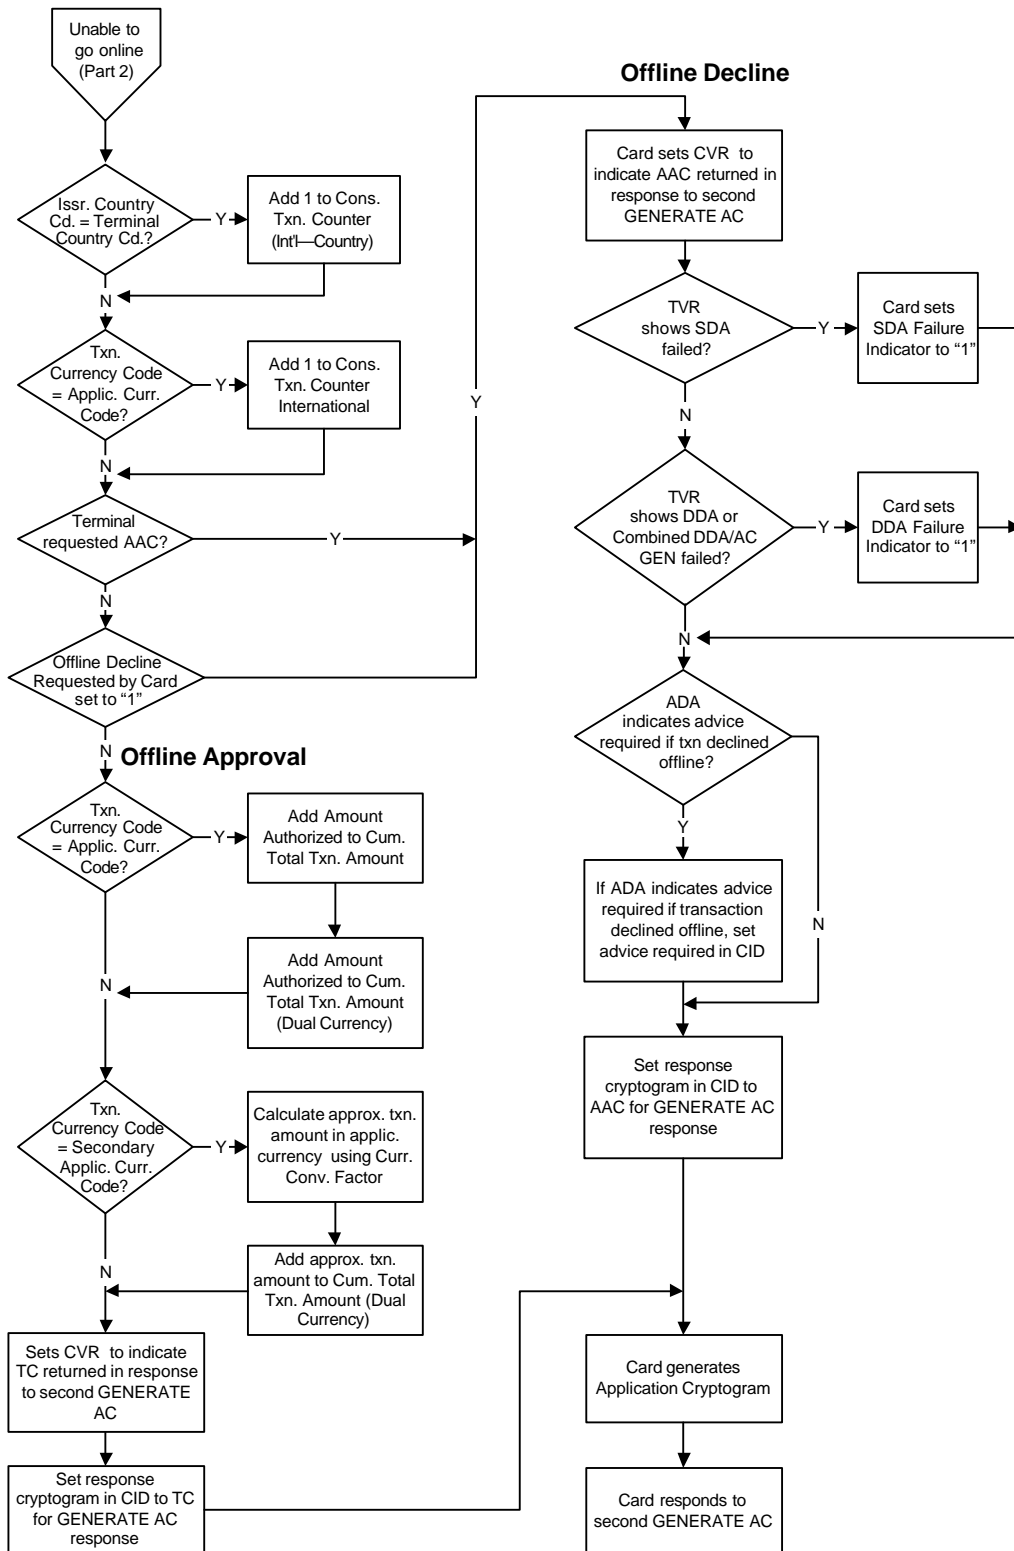 Unable to
go online
(Part 2)
Issr. Country
Cd. = Terminal
Country Cd.?
Y
Add 1 to Cons.
Txn. Counter
(Int'l—Country)
N
Txn.
Currency Code
= Applic. Curr.
Code?
Y
Add 1 to Cons.
Txn. Counter
International
N
Terminal
requested AAC?
Y
N
Offline Decline
Requested by Card
set to “1”
Y
N
Offline Approval
Txn.
Currency Code
= Applic. Curr.
Code?
Y
Add Amount
Authorized to Cum.
Total Txn. Amount
Add Amount
Authorized to Cum.
Total Txn. Amount
(Dual Currency)
N
Txn.
Currency Code
= Secondary
Applic. Curr.
Code?
Y
Calculate approx. txn.
amount in applic.
currency using Curr.
Conv. Factor
Add approx. txn.
amount to Cum. Total
Txn. Amount (Dual
Currency)
N
Sets CVR to indicate
TC returned in response
to second GENERATE
AC
Set response
cryptogram in CID to TC
for GENERATE AC
response
Offline Decline
Card sets CVR to
indicate AAC returned in
response to second
GENERATE AC
TVR
shows SDA
failed?
Y
Card sets
SDA Failure
Indicator to “1”
N
TVR
shows DDA or
Combined DDA/AC
GEN failed?
Y
Card sets
DDA Failure
Indicator to “1”
N
ADA
indicates advice
required if txn declined
offline?
Y
N
If ADA indicates advice
required if transaction
declined offline, set
advice required in CID
Set response
cryptogram in CID to
AAC for GENERATE AC
response
Card generates
Application Cryptogram
Card responds to
second GENERATE AC